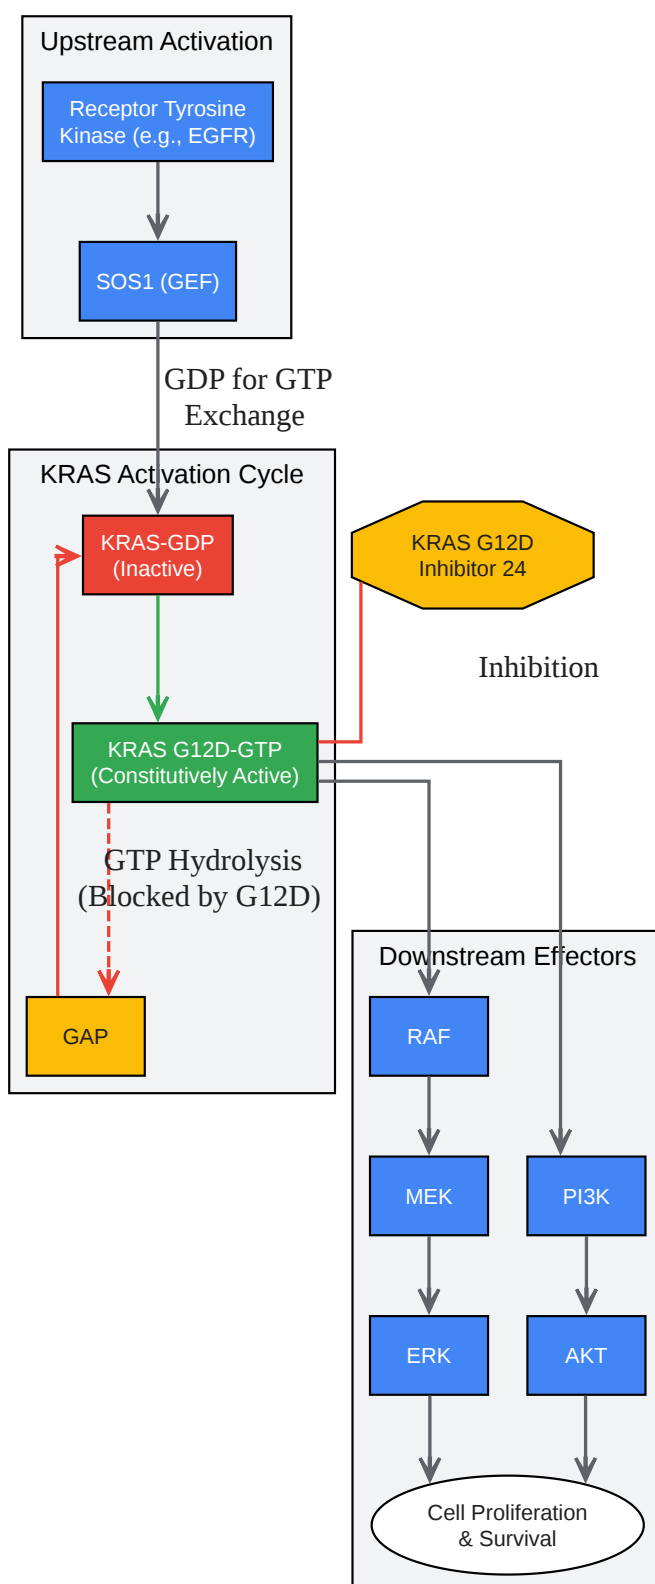 Upstream Activation
Receptor Tyrosine
Kinase (e.g., EGFR)
SOS1 (GEF)
GDP for GTP
Exchange
KRAS Activation Cycle
KRAS-GDP
(Inactive)
KRAS G12D
Inhibitor 24
Inhibition
KRAS G12D-GTP
(Constitutively Active)
GTP Hydrolysis
(Blocked by G12D)
GAP
Downstream Effectors
RAF
MEK
PI3K
ERK
AKT
Cell Proliferation
& Survival